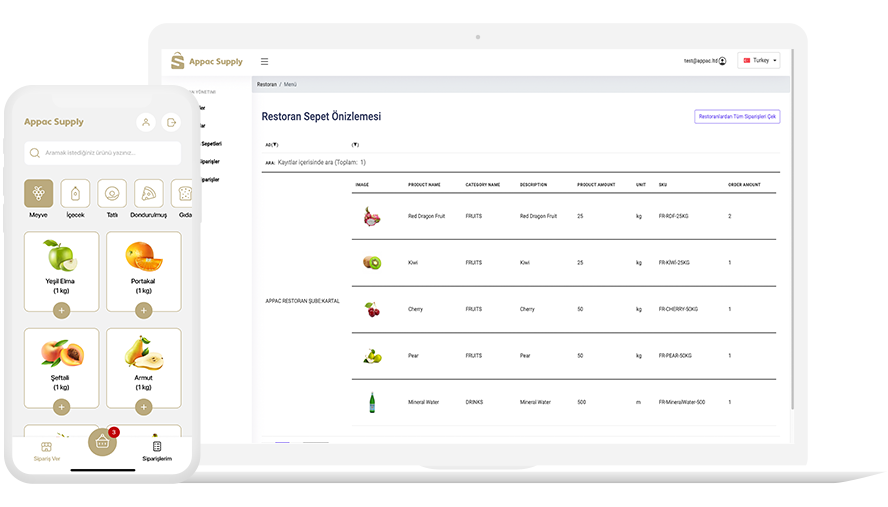 Appac Supply
Aramak istediğiniz ürünü yazınız...
Meyve
İçecek
Tatlı
Dondurulmuş
Gıda
Yeşil Elma
(1 kg)
+
Portakal
(1 kg)
+
Şeftali
(1 kg)
+
Armut
(1 kg)
+
3
Sipariş Ver
Siparişlerim
Appac Supply
test@appac.ltd
Turkey
YÖNETİMİ
Sepetleri
Restoran / Menü
Restoran Sepet Önizlemesi
Restoranlardan Tüm Siparişleri Çek
AD(▼) (▼)
ARA: Kayıtlar içerisinde ara (Toplam: 1)
IMAGE PRODUCT NAME CATEGORY NAME DESCRIPTION PRODUCT AMOUNT UNIT SKU ORDER AMOUNT
Red Dragon Fruit FRUITS Red Dragon Fruit 25 kg FR-RDF-25KG 2
Kiwi FRUITS Kiwi 25 kg FR-KIWI-25KG 1
APPAC RESTORAN ŞUBE:KARTAL
Cherry FRUITS Cherry 50 kg FR-CHERRY-50KG 1
Pear FRUITS Pear 50 kg FR-PEAR-50KG 1
Mineral Water DRINKS Mineral Water 500 m FR-MineralWater-500 1